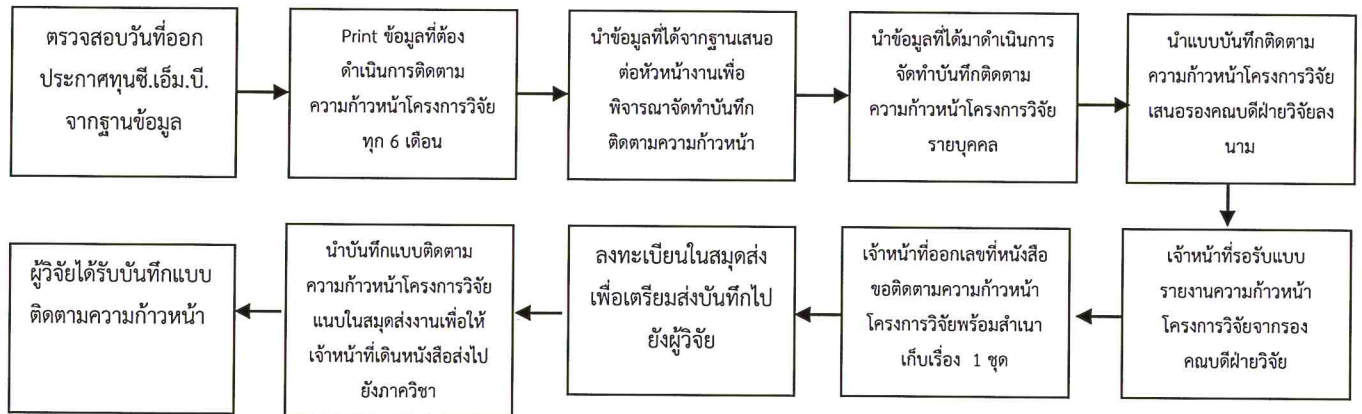 ตรวจสอบวันที่ออก
ประกาศทุนซี.เอ็ม.บี.
จากฐานข้อมูล
Print ข้อมูลที่ต้อง
ดำเนินการติดตาม
ความก้าวหน้าโครงการวิจัย
ทุก 6 เดือน
นำข้อมูลที่ได้จากฐานเสนอ
ต่อหัวหน้างานเพื่อ
พิจารณาจัดทำบันทึก
ติดตามความก้าวหน้า
นำข้อมูลที่ได้มาดำเนินการ
จัดทำบันทึกติดตาม
ความก้าวหน้าโครงการวิจัย
รายบุคคล
นำแบบบันทึกติดตาม
ความก้าวหน้าโครงการวิจัย
เสนอรองคณบดีฝ่ายวิจัยลง
นาม
เจ้าหน้าที่รอรับแบบ
รายงานความก้าวหน้า
โครงการวิจัยจากรอง
คณบดีฝ่ายวิจัย
เจ้าหน้าที่ออกเลขที่หนังสือ
ขอติดตามความก้าวหน้า
โครงการวิจัยพร้อมสำเนา
เก็บเรื่อง 1 ชุด
ลงทะเบียนในสมุดส่ง
เพื่อเตรียมส่งบันทึกไป
ยังผู้วิจัย
นำบันทึกแบบติดตาม
ความก้าวหน้าโครงการวิจัย
แนบในสมุดส่งงานเพื่อให้
เจ้าหน้าที่เดินหนังสือส่งไป
ยังภาควิชา
ผู้วิจัยได้รับบันทึกแบบ
ติดตามความก้าวหน้า